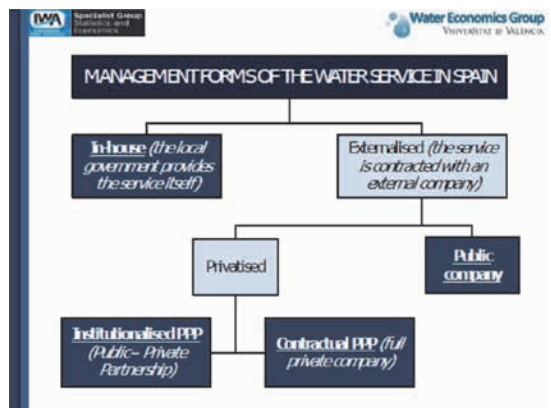 IWA Specialist Group
Statistics and
Economics
Water Economics Group
VNIVERSITAT ID VALÈNCIA
MANAGEMENT FORMS OF THE WATER SERVICE IN SPAIN
In-house (the local
government provides
the service itself)
Externalised (the service
is contracted with an
external company)
Privatised
Public
company
Institutionalised PPP
(Public – Private
Partnership)
Contractual PPP (full
private company)